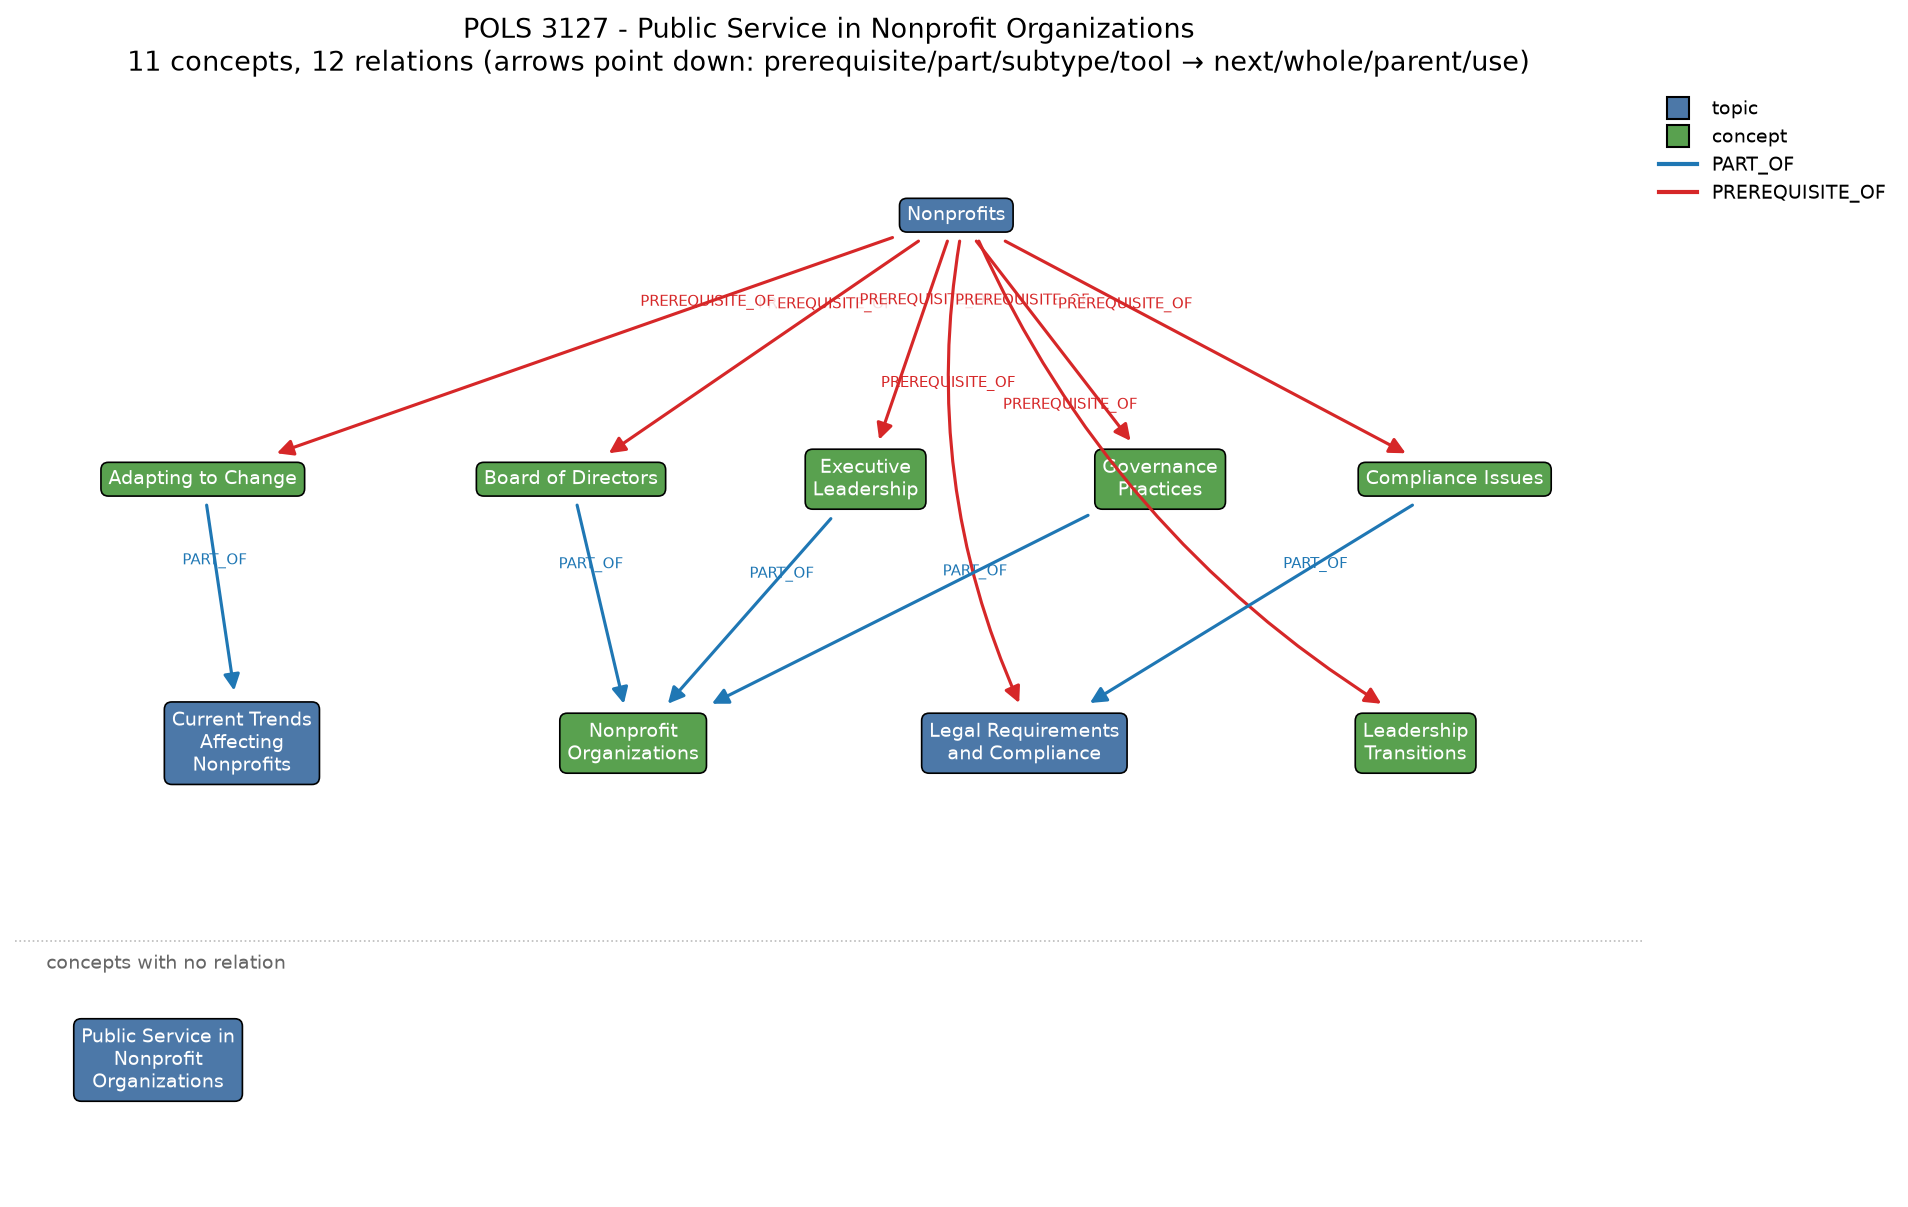 POLS 3127 - Public Service in Nonprofit Organizations
11 concepts, 12 relations (arrows point down: prerequisite/part/subtype/tool → next/whole/parent/use)
topic
concept
PART_OF
PREREQUISITE_OF
Nonprofits
PREREQUISITE_OF
PREREQUISITE_OF
PREREQUISITE_OF
PREREQUISITE_OF
PREREQUISITE_OF
Adapting to Change
Board of Directors
Executive
Leadership
Governance
Practices
Compliance Issues
PART_OF
PART_OF
PART_OF
PART_OF
PART_OF
Current Trends
Affecting
Nonprofits
Nonprofit
Organizations
Legal Requirements
and Compliance
Leadership
Transitions
concepts with no relation
Public Service in
Nonprofit
Organizations